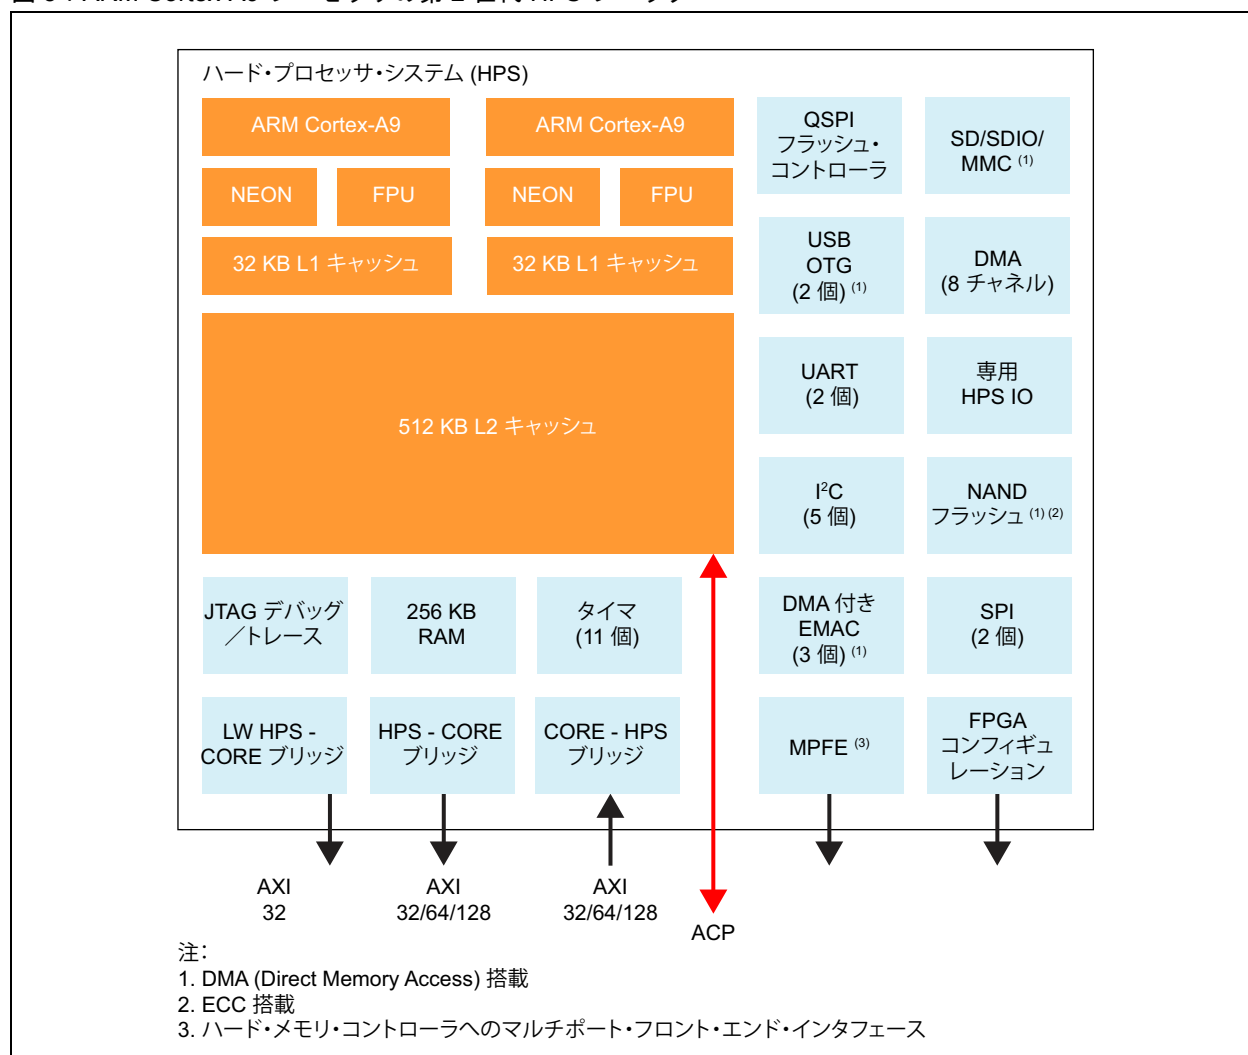 ハード・プロセッサ・システム (HPS)
ARM Cortex-A9
ARM Cortex-A9
NEON
FPU
NEON
FPU
32 KB L1 キャッシュ
32 KB L1 キャッシュ
512 KB L2 キャッシュ
QSPI
フラッシュ・
コントローラ
SD/SDIO/
MMC (1)
USB
OTG
(2 個) (1)
DMA
(8 チャネル)
UART
(2 個)
専用
HPS IO
I²C
(5 個)
NAND
フラッシュ (1) (2)
JTAG デバッグ
／トレース
256 KB
RAM
タイマ
(11 個)
DMA 付き
EMAC
(3 個) (1)
SPI
(2 個)
LW HPS -
CORE ブリッジ
HPS - CORE
ブリッジ
CORE - HPS
ブリッジ
MPFE (3)
FPGA
コンフィギュ
レーション
AXI
32
AXI
32/64/128
AXI
32/64/128
ACP
注：
1. DMA (Direct Memory Access) 搭載
2. ECC 搭載
3. ハード・メモリ・コントローラへのマルチポート・フロント・エンド・インタフェース